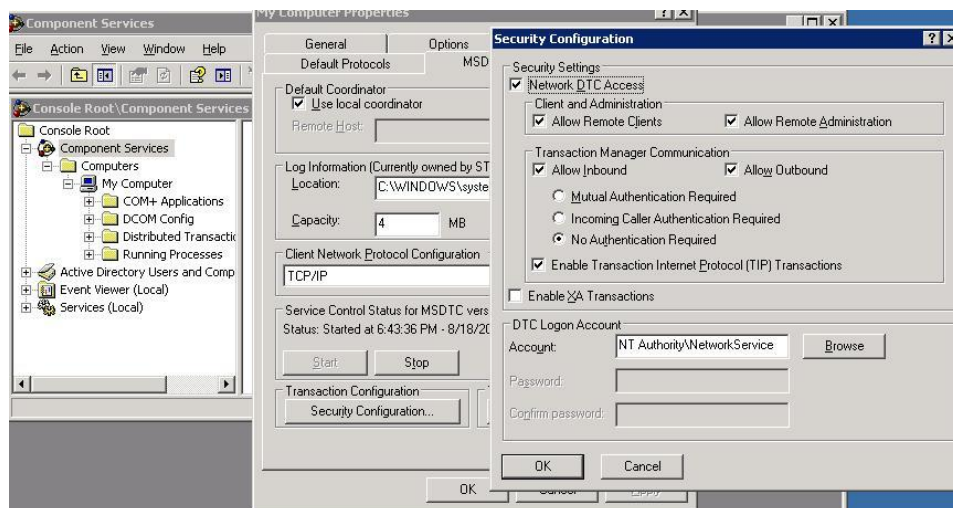 Component Services
File Action View Window Help
Console Root\Component Services
Console Root
Component Services
Computers
My Computer
COM+ Applications
DCOM Config
Distributed Transactic
Running Processes
Active Directory Users and Comp
Event Viewer (Local)
Services (Local)
My Computer Properties
General Options
Default Protocols MSD
Default Coordinator
Use local coordinator
Remote Host:
Log Information (Currently owned by ST
Location: C:\WINDOWS\syste
Capacity: 4 MB
Client Network Protocol Configuration
TCP/IP
Service Control Status for MSDTC vers
Status: Started at 6:43:36 PM - 8/18/20
Start Stop
Transaction Configuration
Security Configuration...
OK Cancel Apply
Security Configuration
Security Settings
Network DTC Access
Client and Administration
Allow Remote Clients Allow Remote Administration
Transaction Manager Communication
Allow Inbound Allow Outbound
Mutual Authentication Required
Incoming Caller Authentication Required
No Authentication Required
Enable Transaction Internet Protocol (TIP) Transactions
Enable XA Transactions
DTC Logon Account
Account: NT Authority\NetworkService Browse
Password:
Confirm password:
OK Cancel